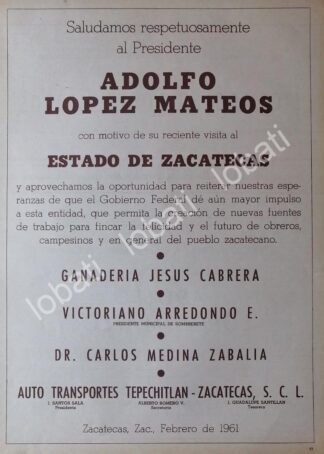 Saludamos respetuosamente
al Presidente
ADOLFO
LOPEZ MATEOS
con motivo de su reciente visita al
ESTADO DE ZACATECAS
y aprovechamos la oportunidad para reiterar nuestras espe-
ranzas de que el Gobierno Federal dé aún mayor impulso
a esta entidad, que permita la creación de nuevas fuentes
de trabajo para fincar la felicidad y el futuro de obreros,
campesinos y en general del pueblo zacatecano.
GANADERIA JESUS CABRERA
VICTORIANO ARREDONDO E.
PRESIDENTE MUNICIPAL DE SOMBRERETE
DR. CARLOS MEDINA ZABALIA
AUTO TRANSPORTES TEPECHITLAN - ZACATECAS, S. C. L.
J. SANTOS SALA ALBERTO ROMERO V. J. GUADALUPE SANTILLAN
Presidente Secretario Tesorero
Zacatecas, Zac., Febrero de 1961
lobati lobati lobati
lobati lobati